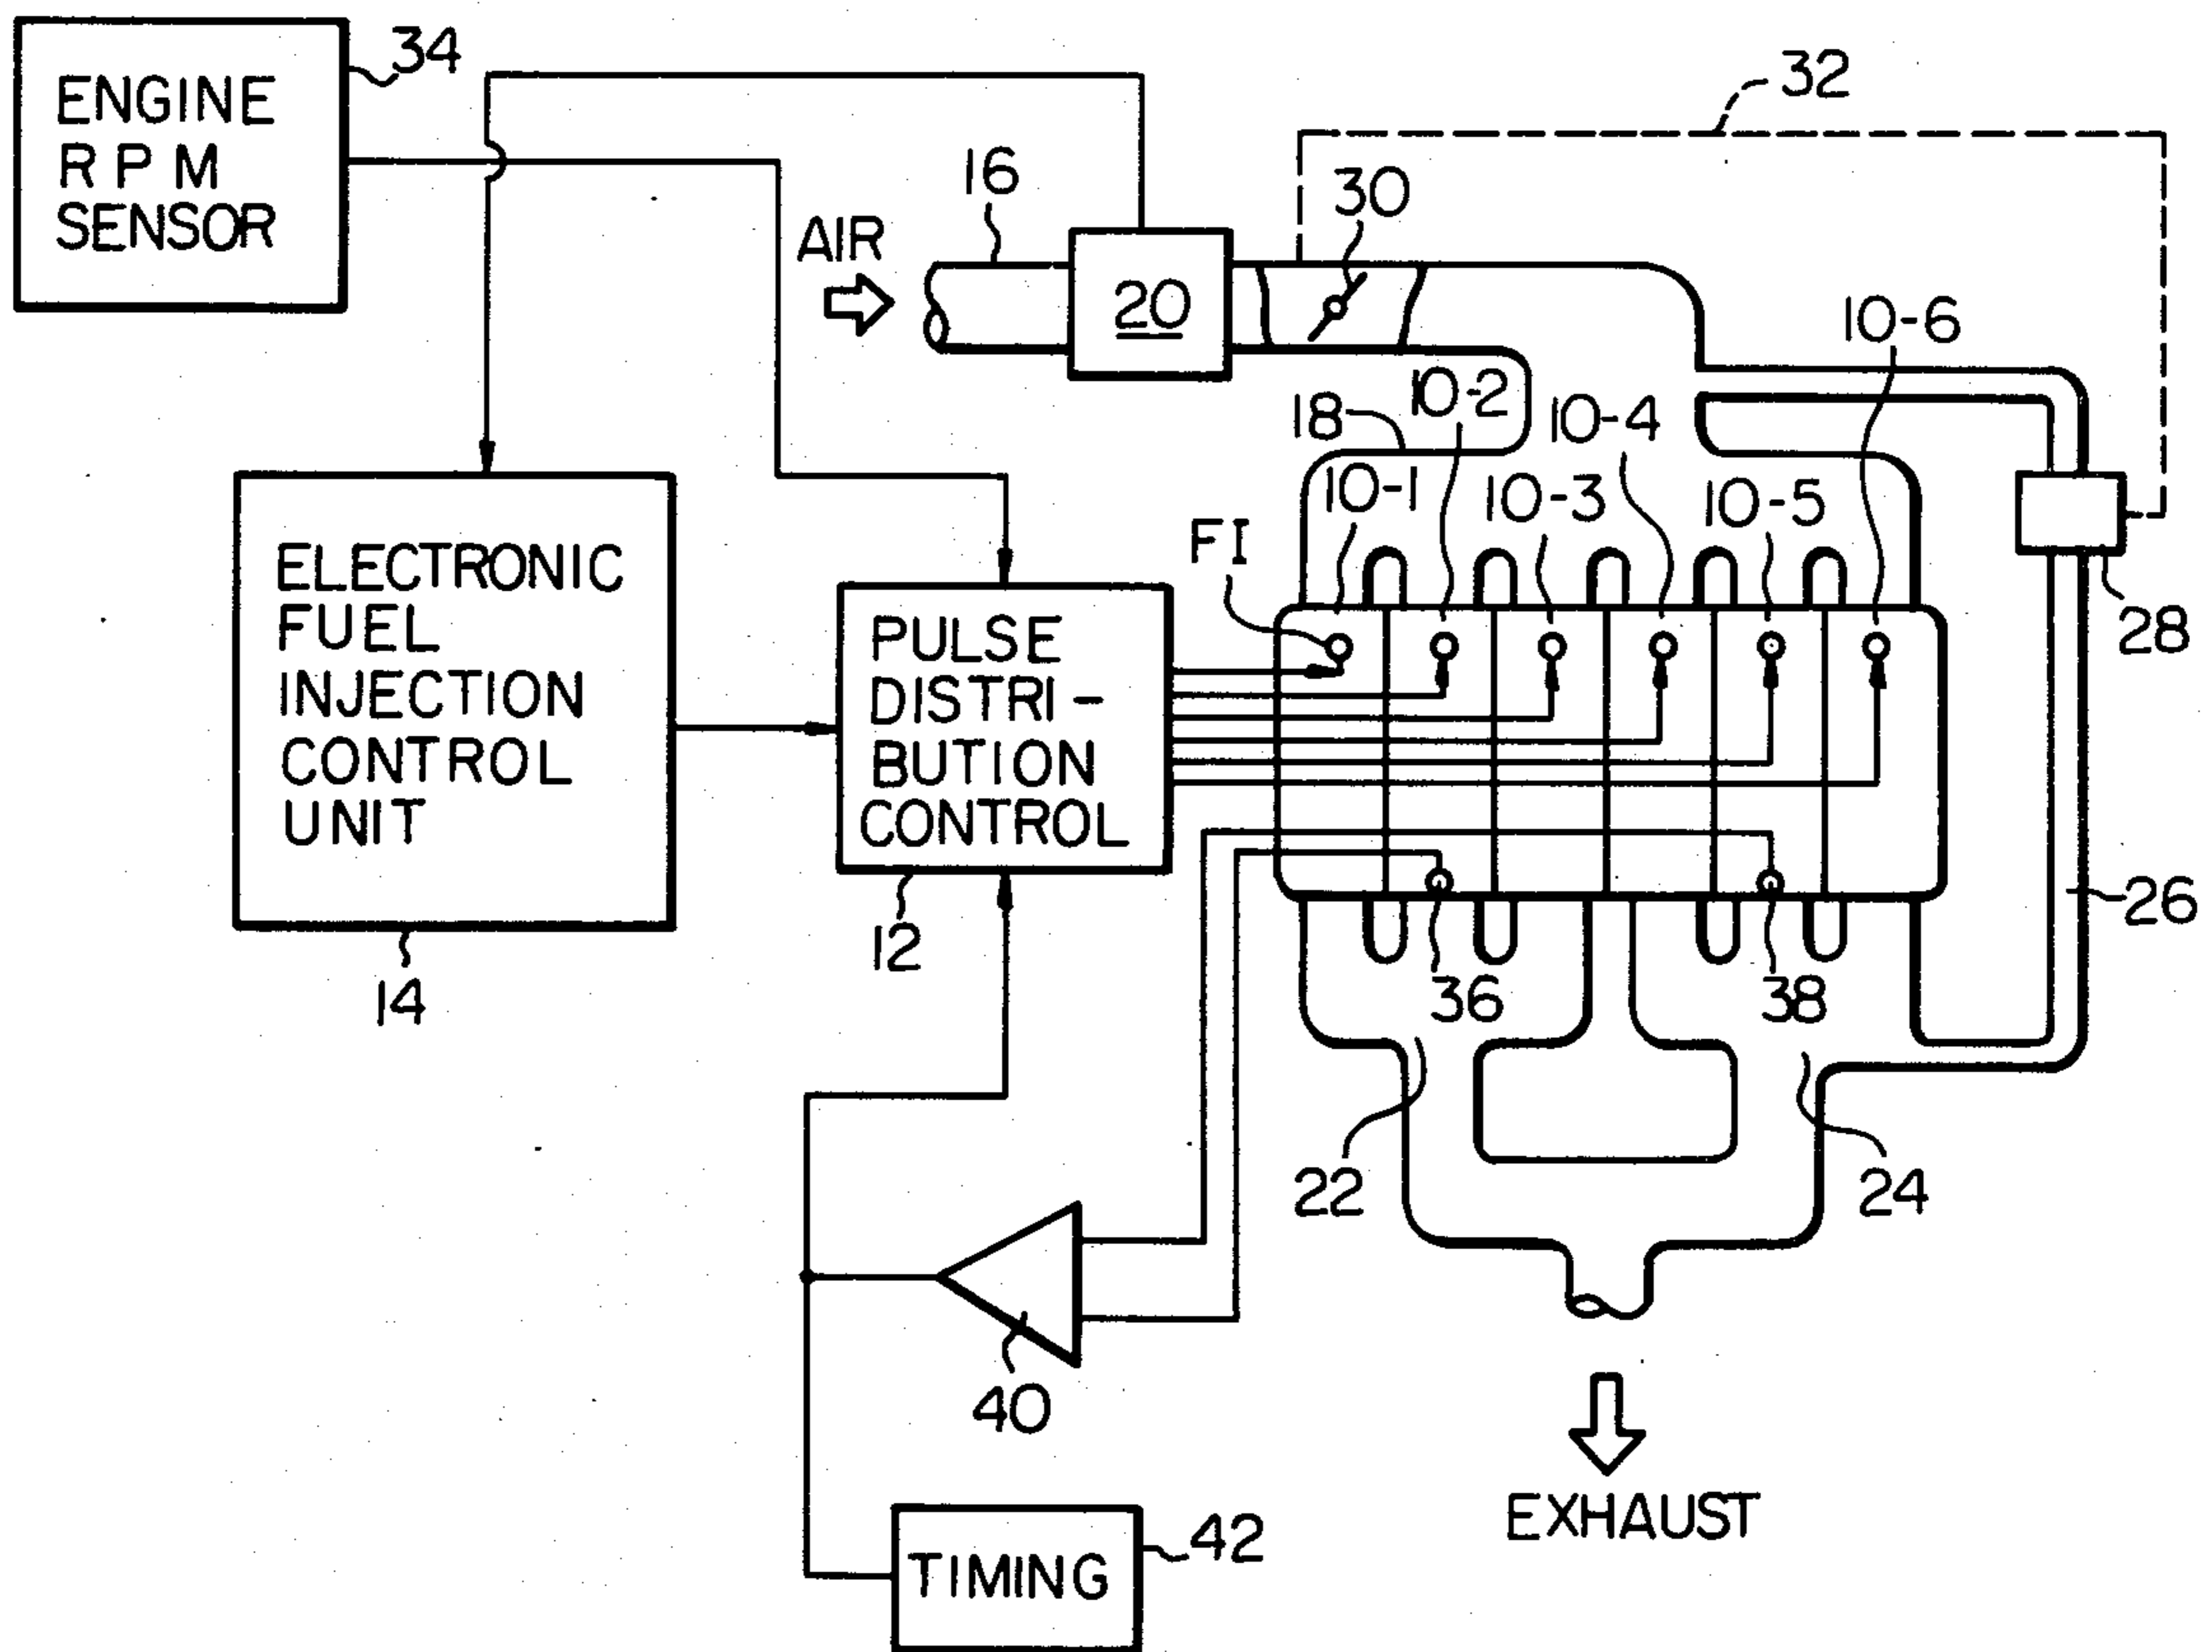 ENGINE
RPM
SENSOR
34
32
16
30
AIR
20
10-6
10-2
10-4
18
10-1
10-3
10-5
FI
28
ELECTRONIC
FUEL
INJECTION
CONTROL
UNIT
PULSE
DISTRI-
BUTION
CONTROL
12
14
26
36
38
22
24
40
EXHAUST
TIMING
42